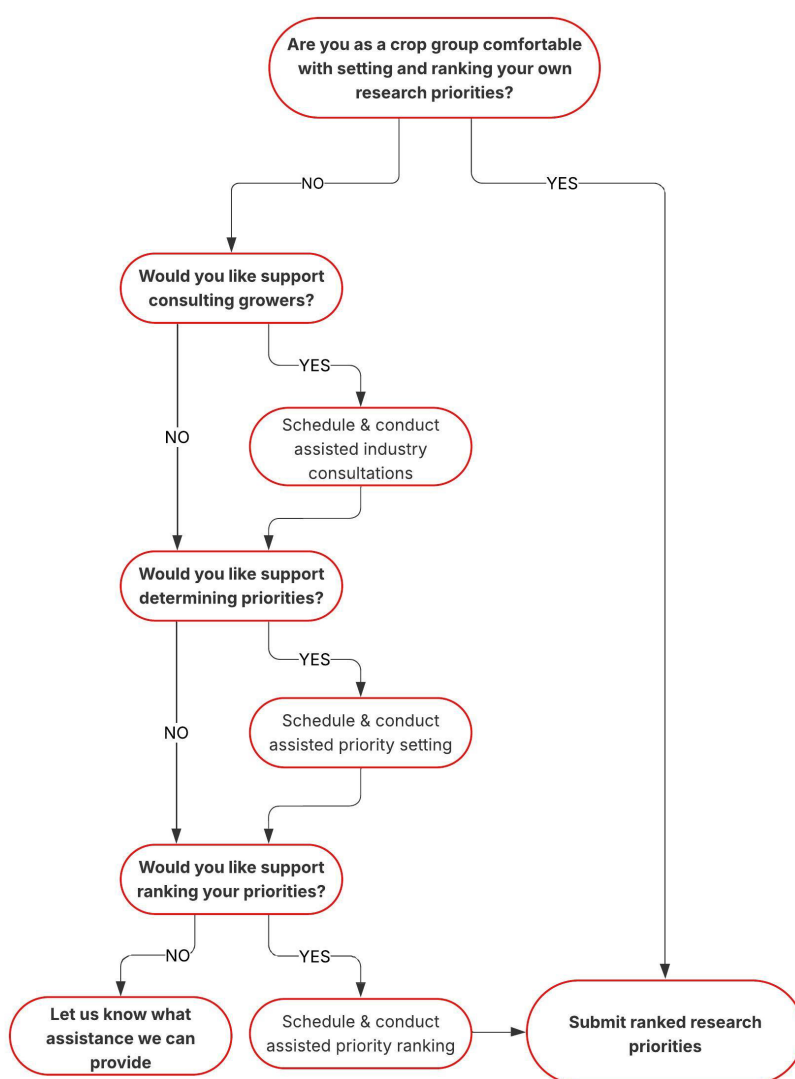 Are you as a crop group comfortable
with setting and ranking your own
research priorities?
NO
YES
Would you like support
consulting growers?
YES
NO
Schedule & conduct
assisted industry
consultations
Would you like support
determining priorities?
YES
NO
Schedule & conduct
assisted priority setting
Would you like support
ranking your priorities?
NO
YES
Let us know what
assistance we can
provide
Schedule & conduct
assisted priority ranking
Submit ranked research
priorities